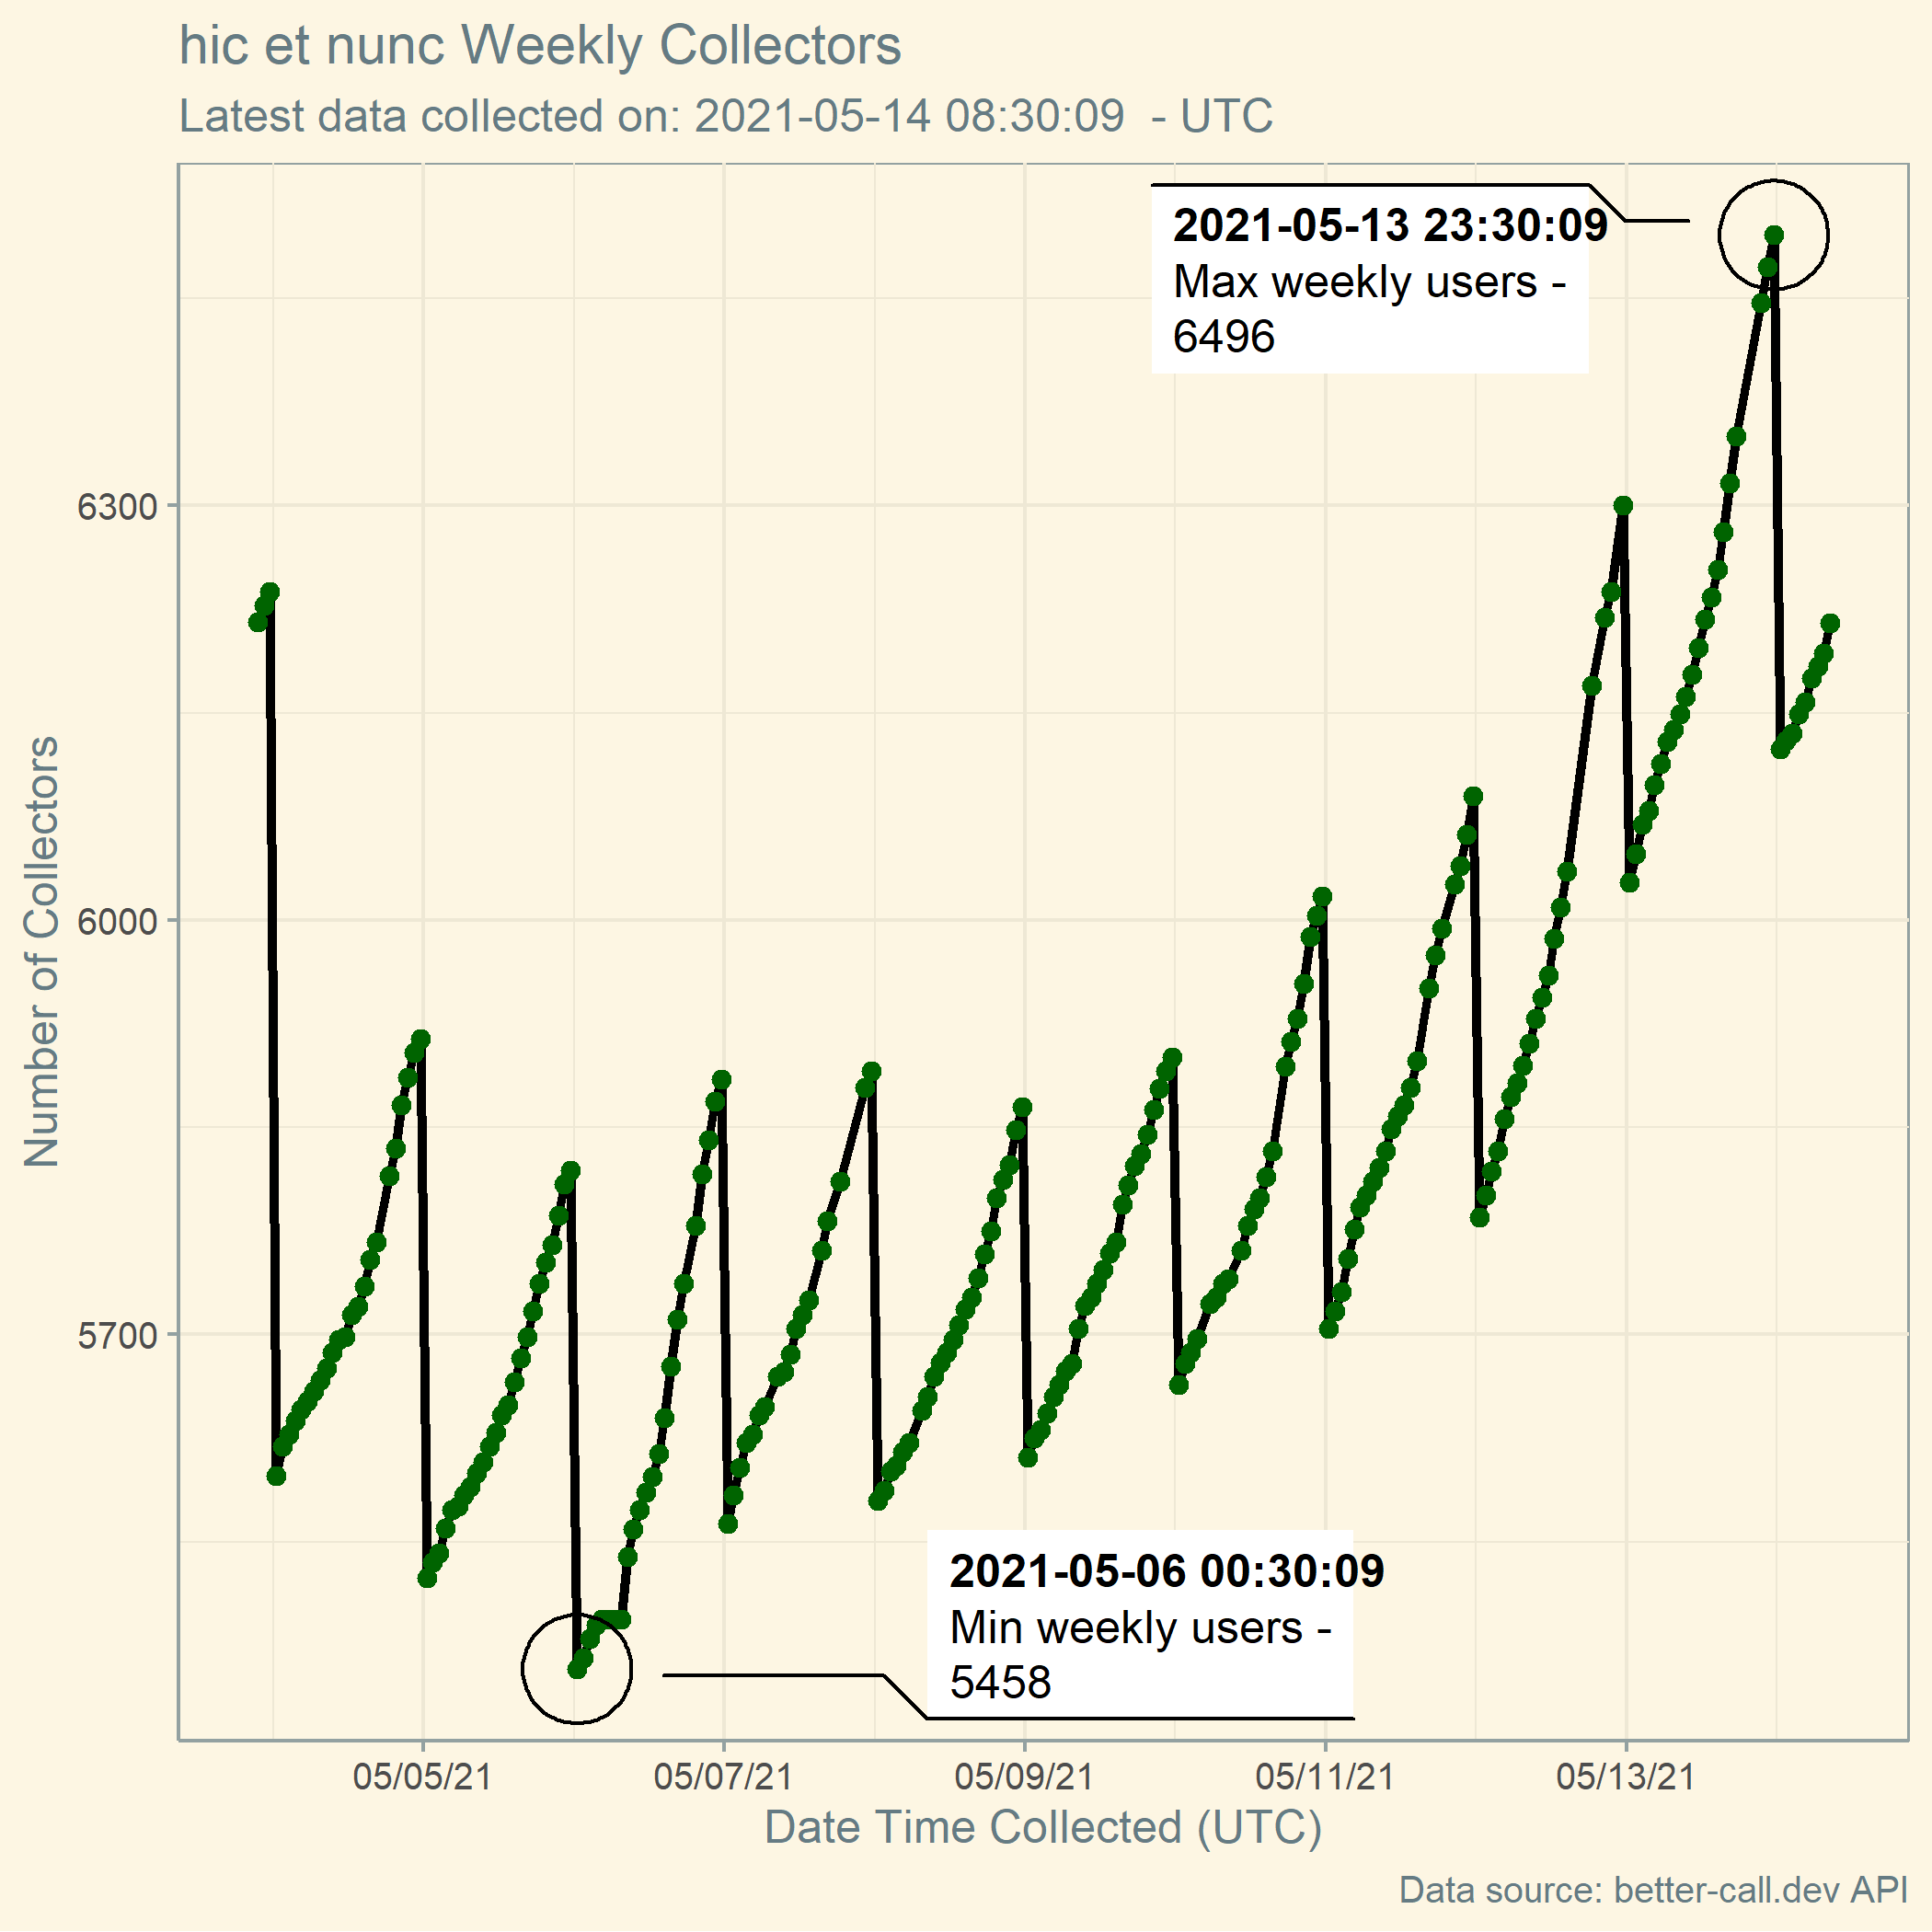 hic et nunc Weekly Collectors
Latest data collected on: 2021-05-14 08:30:09  - UTC
2021-05-13 23:30:09
Max weekly users -
6496
6300
6000
5700
Number of Collectors
2021-05-06 00:30:09
Min weekly users -
5458
05/05/21 05/07/21 05/09/21 05/11/21 05/13/21
Date Time Collected (UTC)
Data source: better-call.dev API